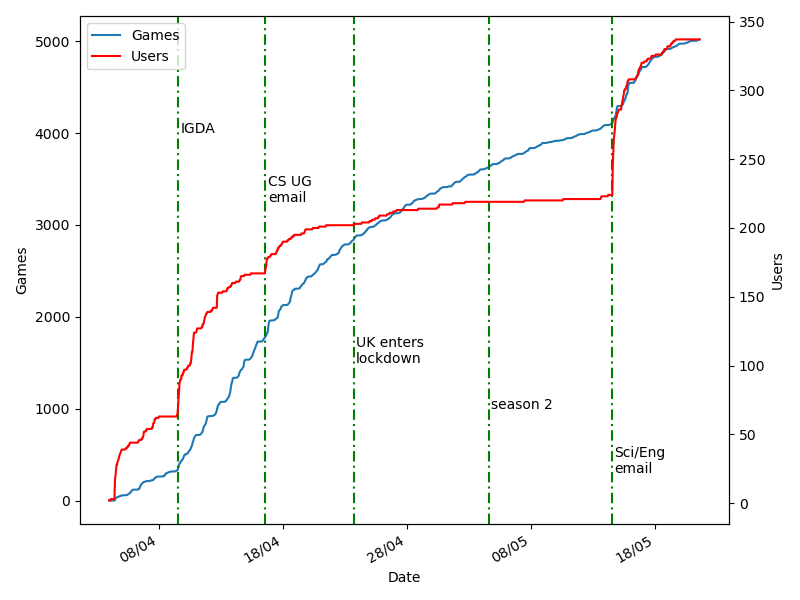 Games
Users
5000
4000
3000
2000
1000
0
Games
350
300
250
200
150
100
50
0
Users
IGDA
CS UG
email
UK enters
lockdown
season 2
Sci/Eng
email
08/04
18/04
28/04
08/05
18/05
Date